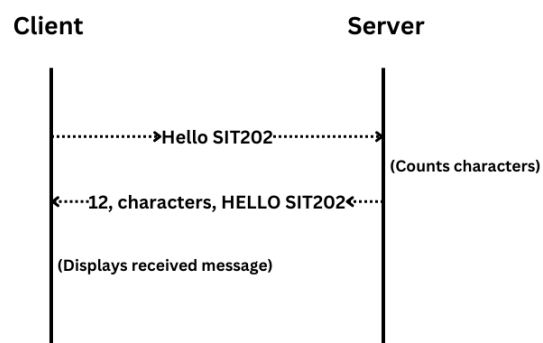 Client Server
Hello SIT202
(Counts characters)
12, characters, HELLO SIT202
(Displays received message)